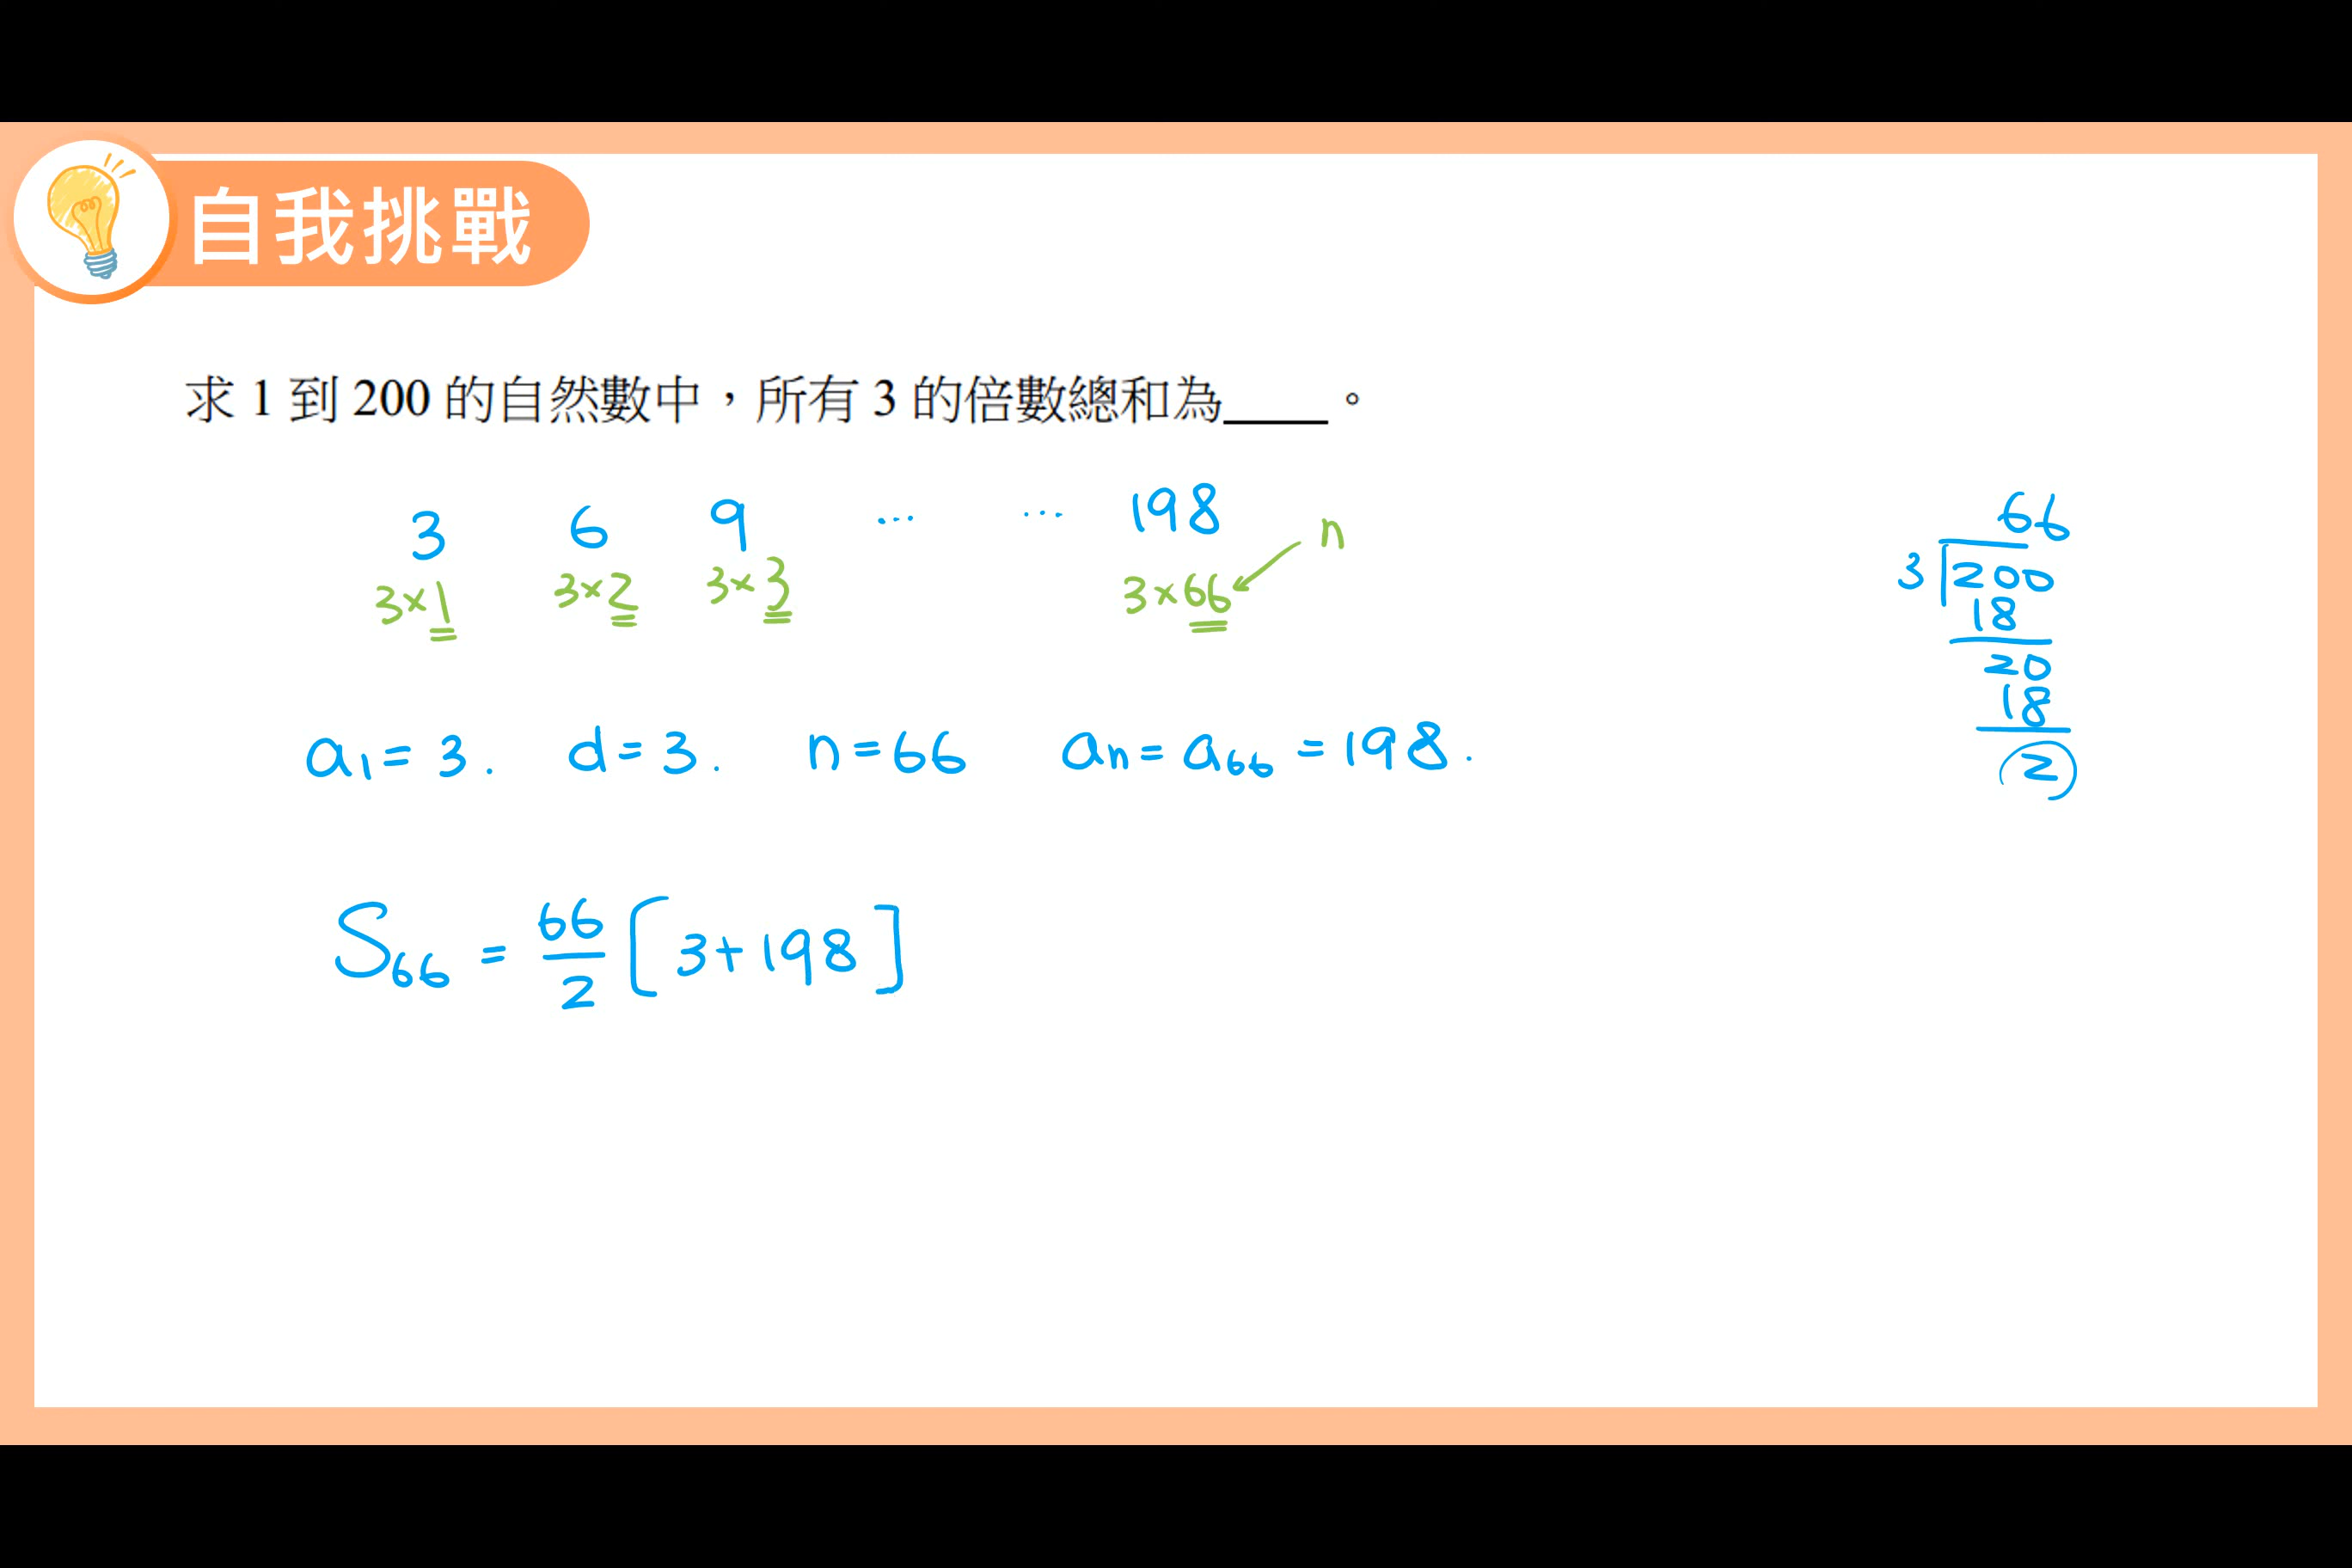 自我挑戰
求 1 到 200 的自然數中，所有 3 的倍數總和為_____。
3 6 9 ... ... 198 n
3×1 3×2 3×3 3×66
a₁=3. d=3. n=66 aₙ=a₆₆=198.
S₆₆ = 66/2 [3+198]
66
3 200
18
20
18
2